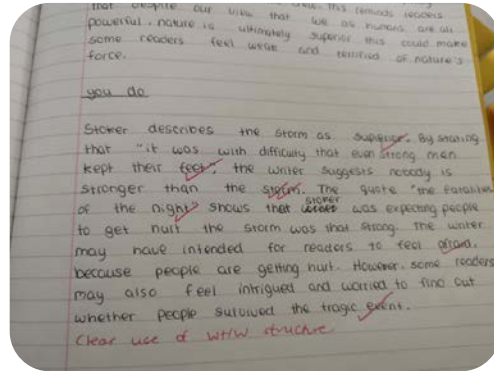 that despite our view that this reminds readers
powerful, nature is ultimately we as humans are all
some readers feel weak superior this could make
force. and terrified of nature's
you do
Stoker describes the storm as superior. By stating
that "it was with difficulty that even strong men
kept their feet", the writer suggests nobody is
stronger than the storm. The quote "the fatalities
of the night" shows that stoker was expecting people
to get hurt the storm was that strong. The writer
may have intended for readers to feel afraid,
because people are getting hurt. However, some readers
may also feel intrigued and worried to find out
whether people survived the tragic event.
Clear use of structure